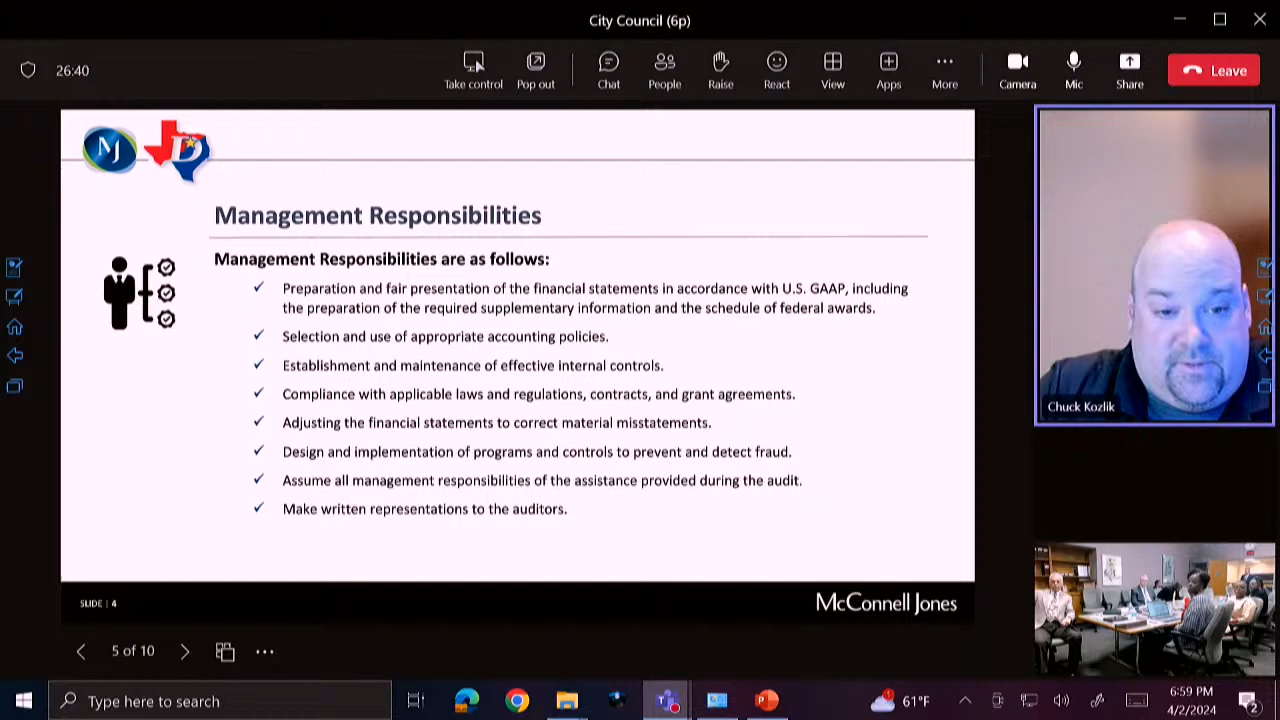 City Council (6p)
26:40
Take control
Pop out
Chat
People
Raise
React
View
Apps
More
Camera
Mic
Share
Leave
MJ
D
Management Responsibilities
Management Responsibilities are as follows:
Preparation and fair presentation of the financial statements in accordance with U.S. GAAP, including
the preparation of the required supplementary information and the schedule of federal awards.
Selection and use of appropriate accounting policies.
Establishment and maintenance of effective internal controls.
Compliance with applicable laws and regulations, contracts, and grant agreements.
Adjusting the financial statements to correct material misstatements.
Design and implementation of programs and controls to prevent and detect fraud.
Assume all management responsibilities of the assistance provided during the audit.
Make written representations to the auditors.
SLIDE | 4
McConnell Jones
Chuck Kozlik
5 of 10
Type here to search
61°F
6:59 PM
4/2/2024
2